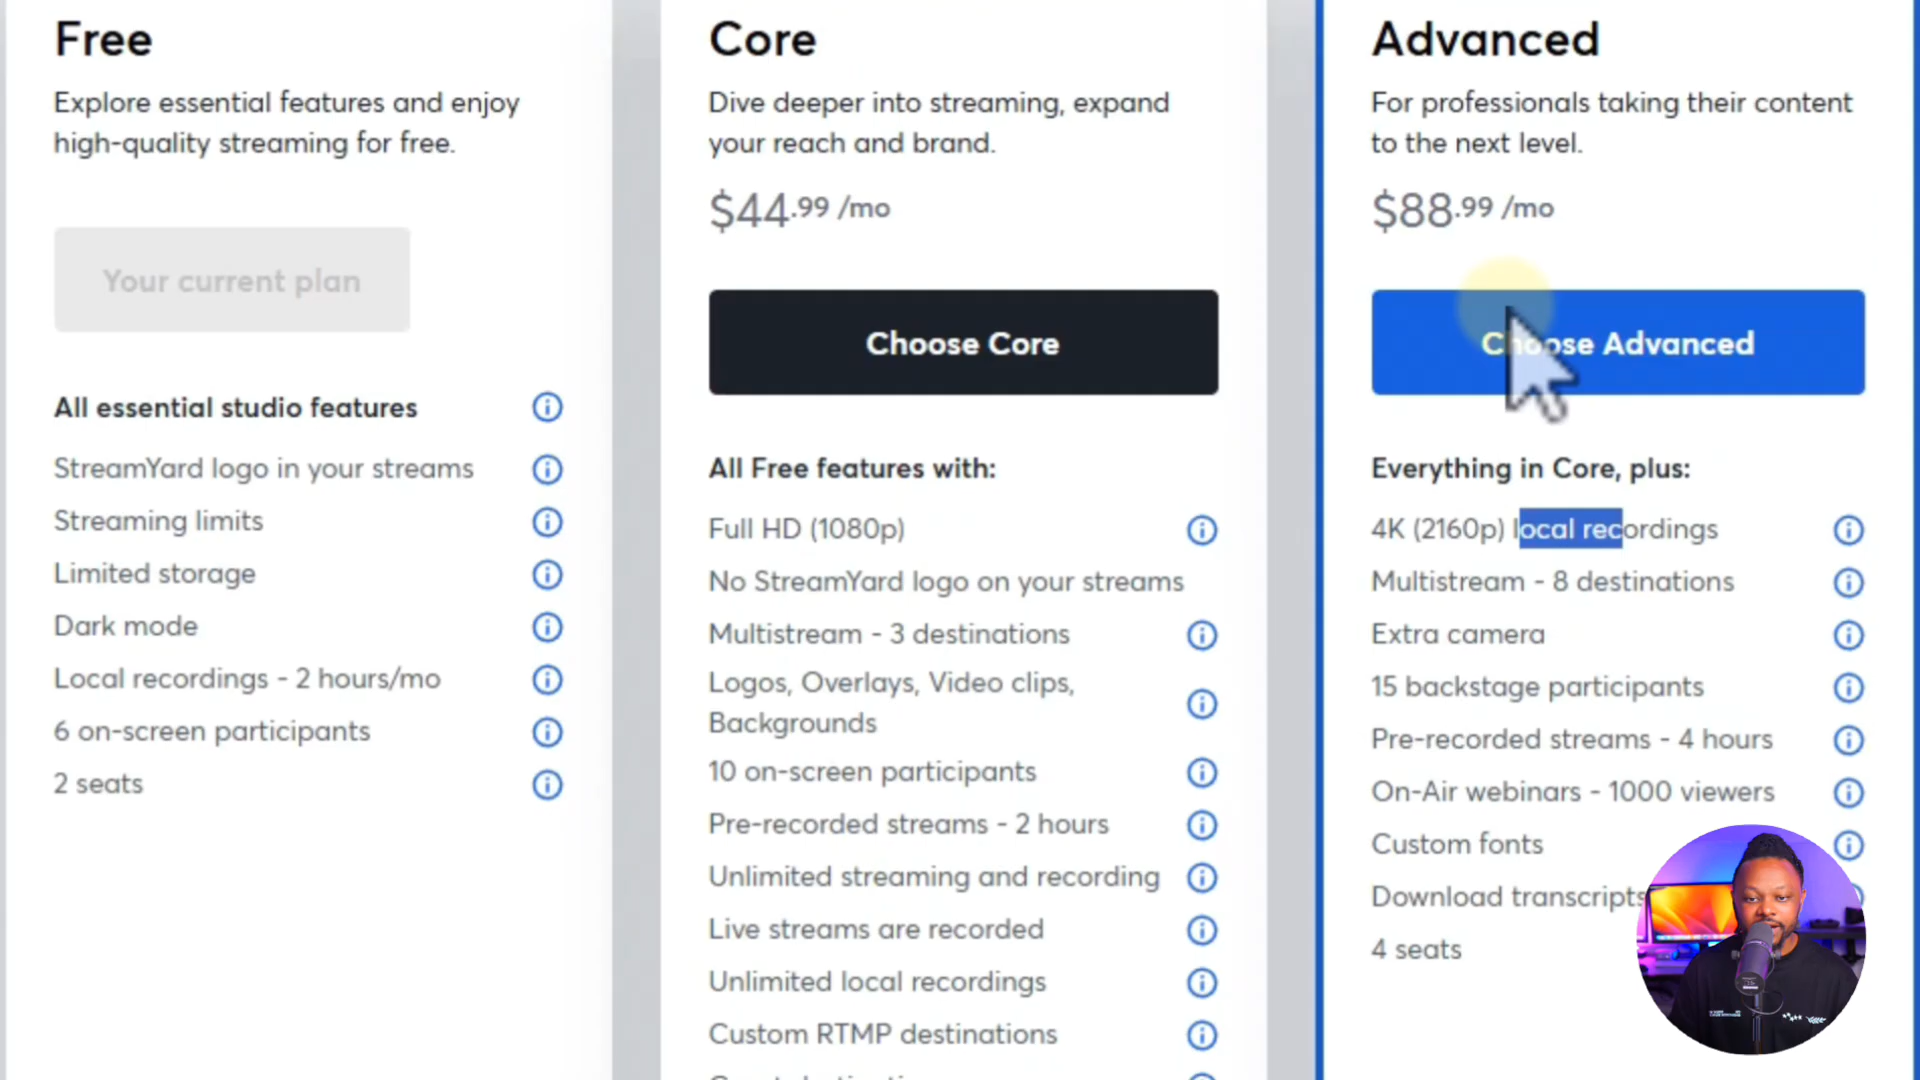 Free
Explore essential features and enjoy
high-quality streaming for free.
Your current plan
All essential studio features
StreamYard logo in your streams
Streaming limits
Limited storage
Dark mode
Local recordings - 2 hours/mo
6 on-screen participants
2 seats
Core
Dive deeper into streaming, expand
your reach and brand.
$44.99 /mo
Choose Core
All Free features with:
Full HD (1080p)
No StreamYard logo on your streams
Multistream - 3 destinations
Logos, Overlays, Video clips,
Backgrounds
10 on-screen participants
Pre-recorded streams - 2 hours
Unlimited streaming and recording
Live streams are recorded
Unlimited local recordings
Custom RTMP destinations
Advanced
For professionals taking their content
to the next level.
$88.99 /mo
Choose Advanced
Everything in Core, plus:
4K (2160p) local recordings
Multistream - 8 destinations
Extra camera
15 backstage participants
Pre-recorded streams - 4 hours
On-Air webinars - 1000 viewers
Custom fonts
Download transcripts
4 seats